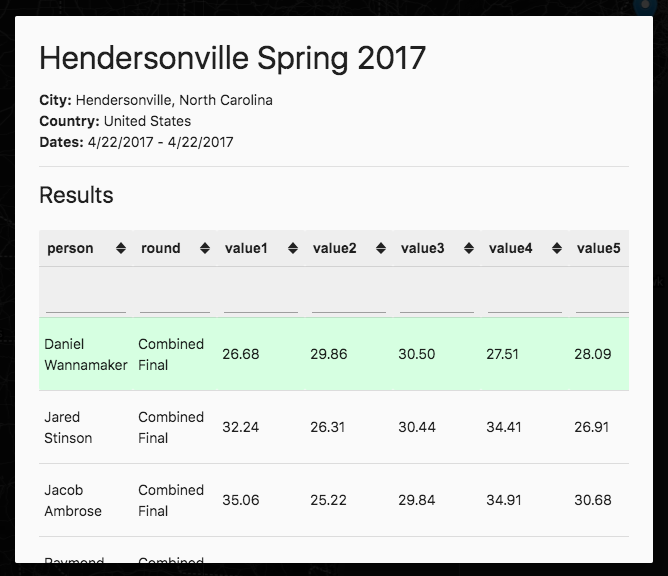 Hendersonville Spring 2017
City: Hendersonville, North Carolina
Country: United States
Dates: 4/22/2017 - 4/22/2017
Results
person round value1 value2 value3 value4 value5
Daniel Wannamaker Combined Final 26.68 29.86 30.50 27.51 28.09
Jared Stinson Combined Final 32.24 26.31 30.44 34.41 26.91
Jacob Ambrose Combined Final 35.06 25.22 29.84 34.91 30.68
Raymond Combined